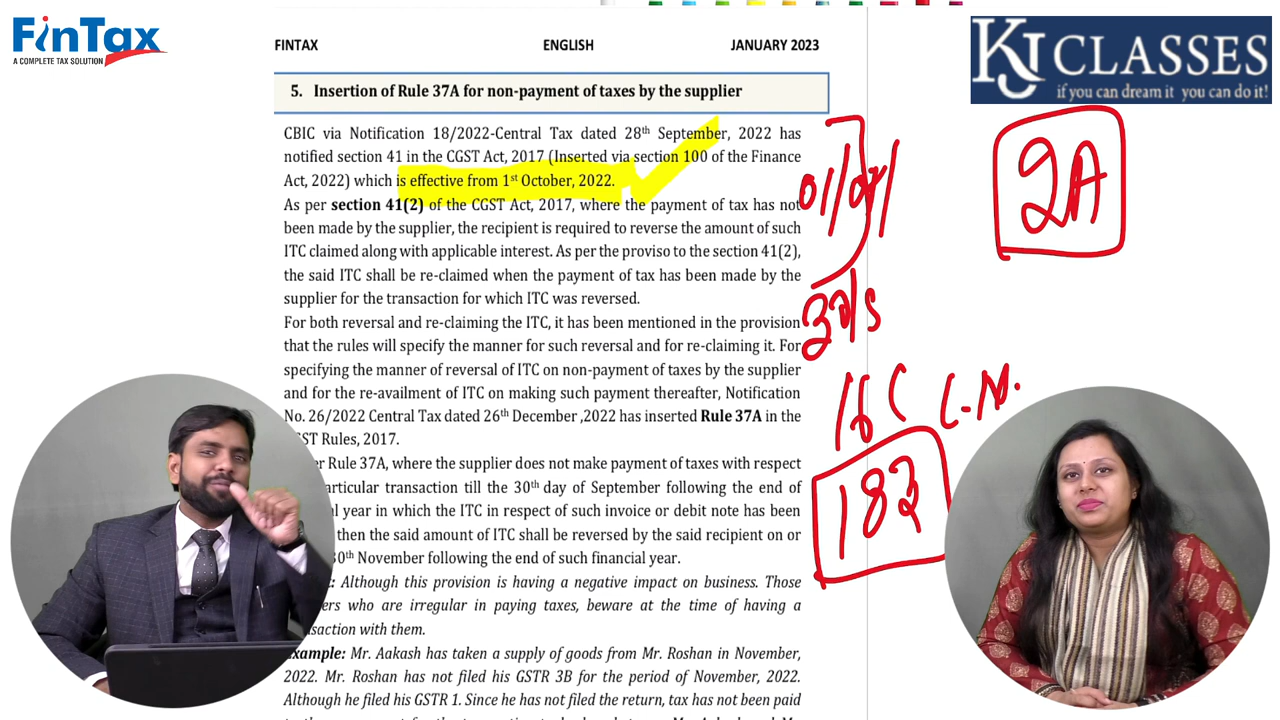 FinTax
A COMPLETE TAX SOLUTION
FINTAX ENGLISH JANUARY 2023
KJ CLASSES
if you can dream it you can do it!
5. Insertion of Rule 37A for non-payment of taxes by the supplier
CBIC via Notification 18/2022-Central Tax dated 28th September, 2022 has
notified section 41 in the CGST Act, 2017 (Inserted via section 100 of the Finance
Act, 2022) which is effective from 1st October, 2022.
As per section 41(2) of the CGST Act, 2017, where the payment of tax has not
been made by the supplier, the recipient is required to reverse the amount of such
ITC claimed along with applicable interest. As per the proviso to the section 41(2),
the said ITC shall be re-claimed when the payment of tax has been made by the
supplier for the transaction for which ITC was reversed.
For both reversal and re-claiming the ITC, it has been mentioned in the provision
that the rules will specify the manner for such reversal and for re-claiming it. For
specifying the manner of reversal of ITC on non-payment of taxes by the supplier
and for the re-availment of ITC on making such payment thereafter, Notification
No. 26/2022 Central Tax dated 26th December ,2022 has inserted Rule 37A in the
ST Rules, 2017.
r Rule 37A, where the supplier does not make payment of taxes with respect
articular transaction till the 30th day of September following the end of
l year in which the ITC in respect of such invoice or debit note has been
then the said amount of ITC shall be reversed by the said recipient on or
30th November following the end of such financial year.
: Although this provision is having a negative impact on business. Those
ers who are irregular in paying taxes, beware at the time of having a
nsaction with them.
xample: Mr. Aakash has taken a supply of goods from Mr. Roshan in November,
2022. Mr. Roshan has not filed his GSTR 3B for the period of November, 2022.
Although he filed his GSTR 1. Since he has not filed the return, tax has not been paid
2A
ITC
183